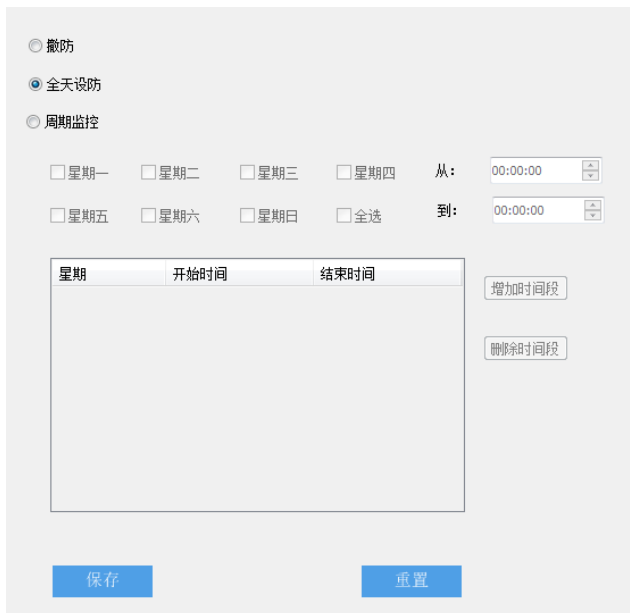 撤防
全天设防
周期监控
星期一 星期二 星期三 星期四 从: 00:00:00
星期五 星期六 星期日 全选 到: 00:00:00
星期 开始时间 结束时间
增加时间段
删除时间段
保存 重置